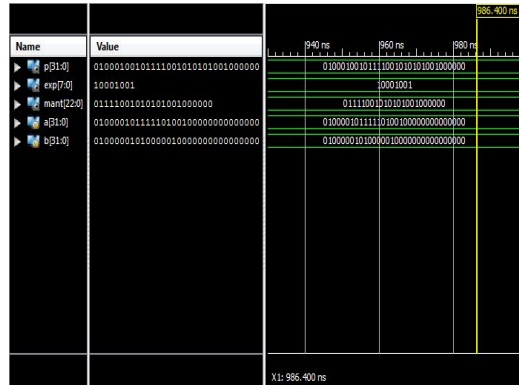 986.400 ns
Name Value 940 ns 960 ns 980 ns
p[31:0] 01000100101111001010101001000000 01000100101111001010101001000000
exp[7:0] 10001001 10001001
mant[22:0] 01111001010101001000000 01111001010101001000000
a[31:0] 01000010111110100100000000000000 01000010111110100100000000000000
b[31:0] 01000001010000010000000000000000 01000001010000010000000000000000
X1: 986.400 ns